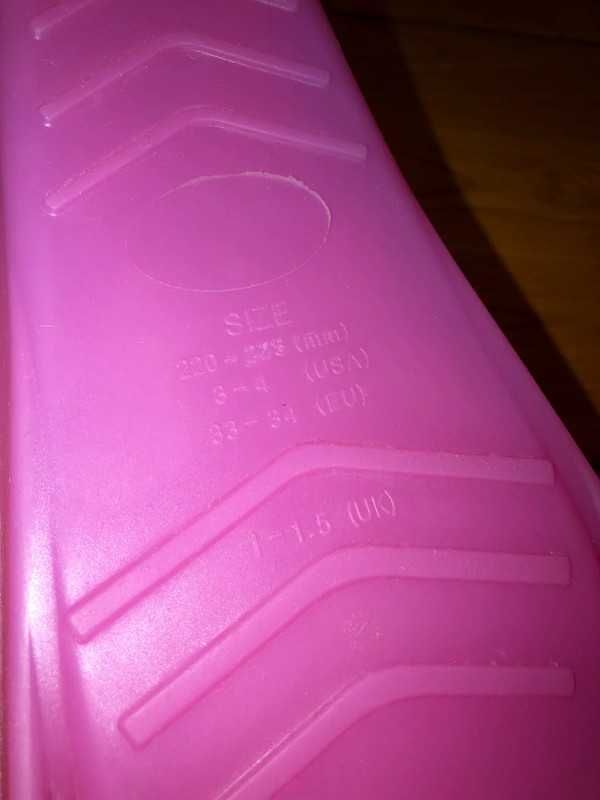 SIZE
220-225 (mm)
3-4 (USA)
33-34 (EU)
1-1.5 (UK)